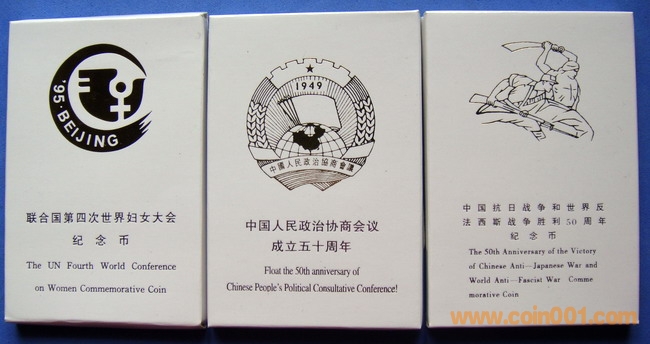 '95·BEIJING
联合国第四次世界妇女大会
纪念币
The UN Fourth World Conference
on Women Commemorative Coin
1949
中國人民政治協商會議
中国人民政治协商会议
成立五十周年
Float the 50th anniversary of
Chinese People's Political Consultative Conference!
中国抗日战争和世界反
法西斯战争胜利50周年
纪念币
The 50th Anniversary of the Victory
of Chinese Anti—Japanese War and
World Anti—Fascist War Comme
morative Coin
www.coin001.com